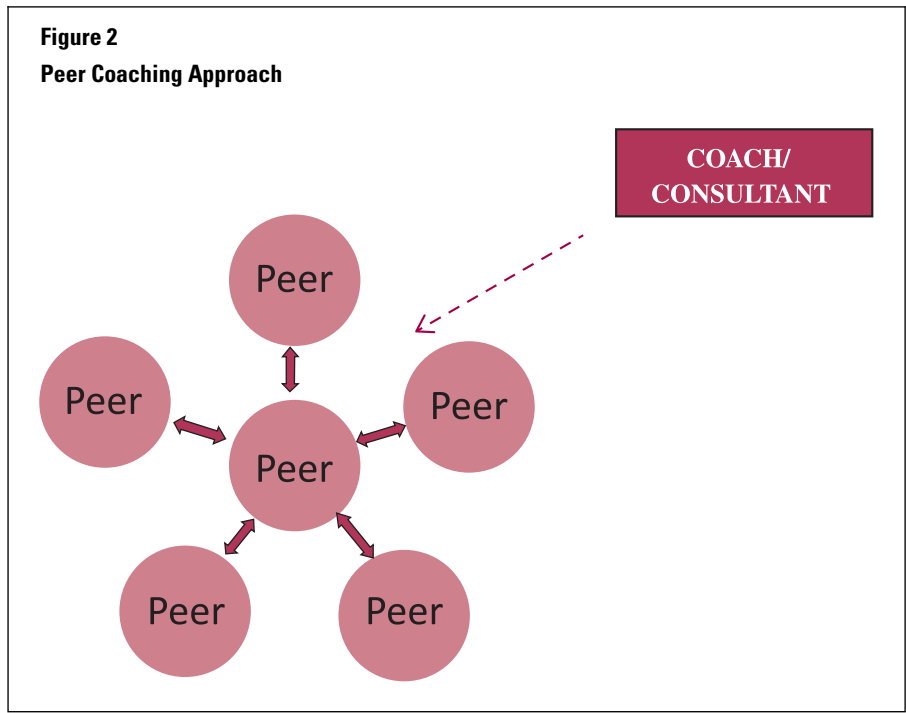 Figure 2
Peer Coaching Approach
COACH/
CONSULTANT
Peer
Peer
Peer
Peer
Peer
Peer